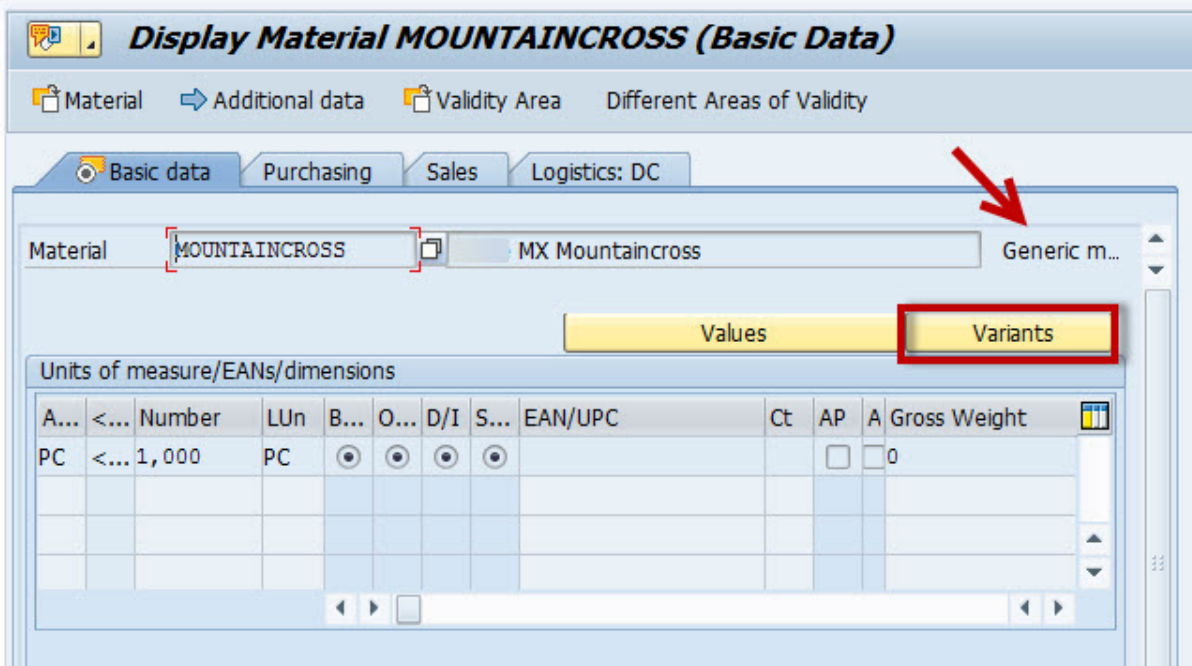 Display Material MOUNTAINCROSS (Basic Data)
Material Additional data Validity Area Different Areas of Validity
Basic data Purchasing Sales Logistics: DC
Material MOUNTAINCROSS MX Mountaincross Generic m...
Values Variants
Units of measure/EANs/dimensions
A... <... Number LUn B... O... D/I S... EAN/UPC Ct AP A Gross Weight
PC <... 1,000 PC 0